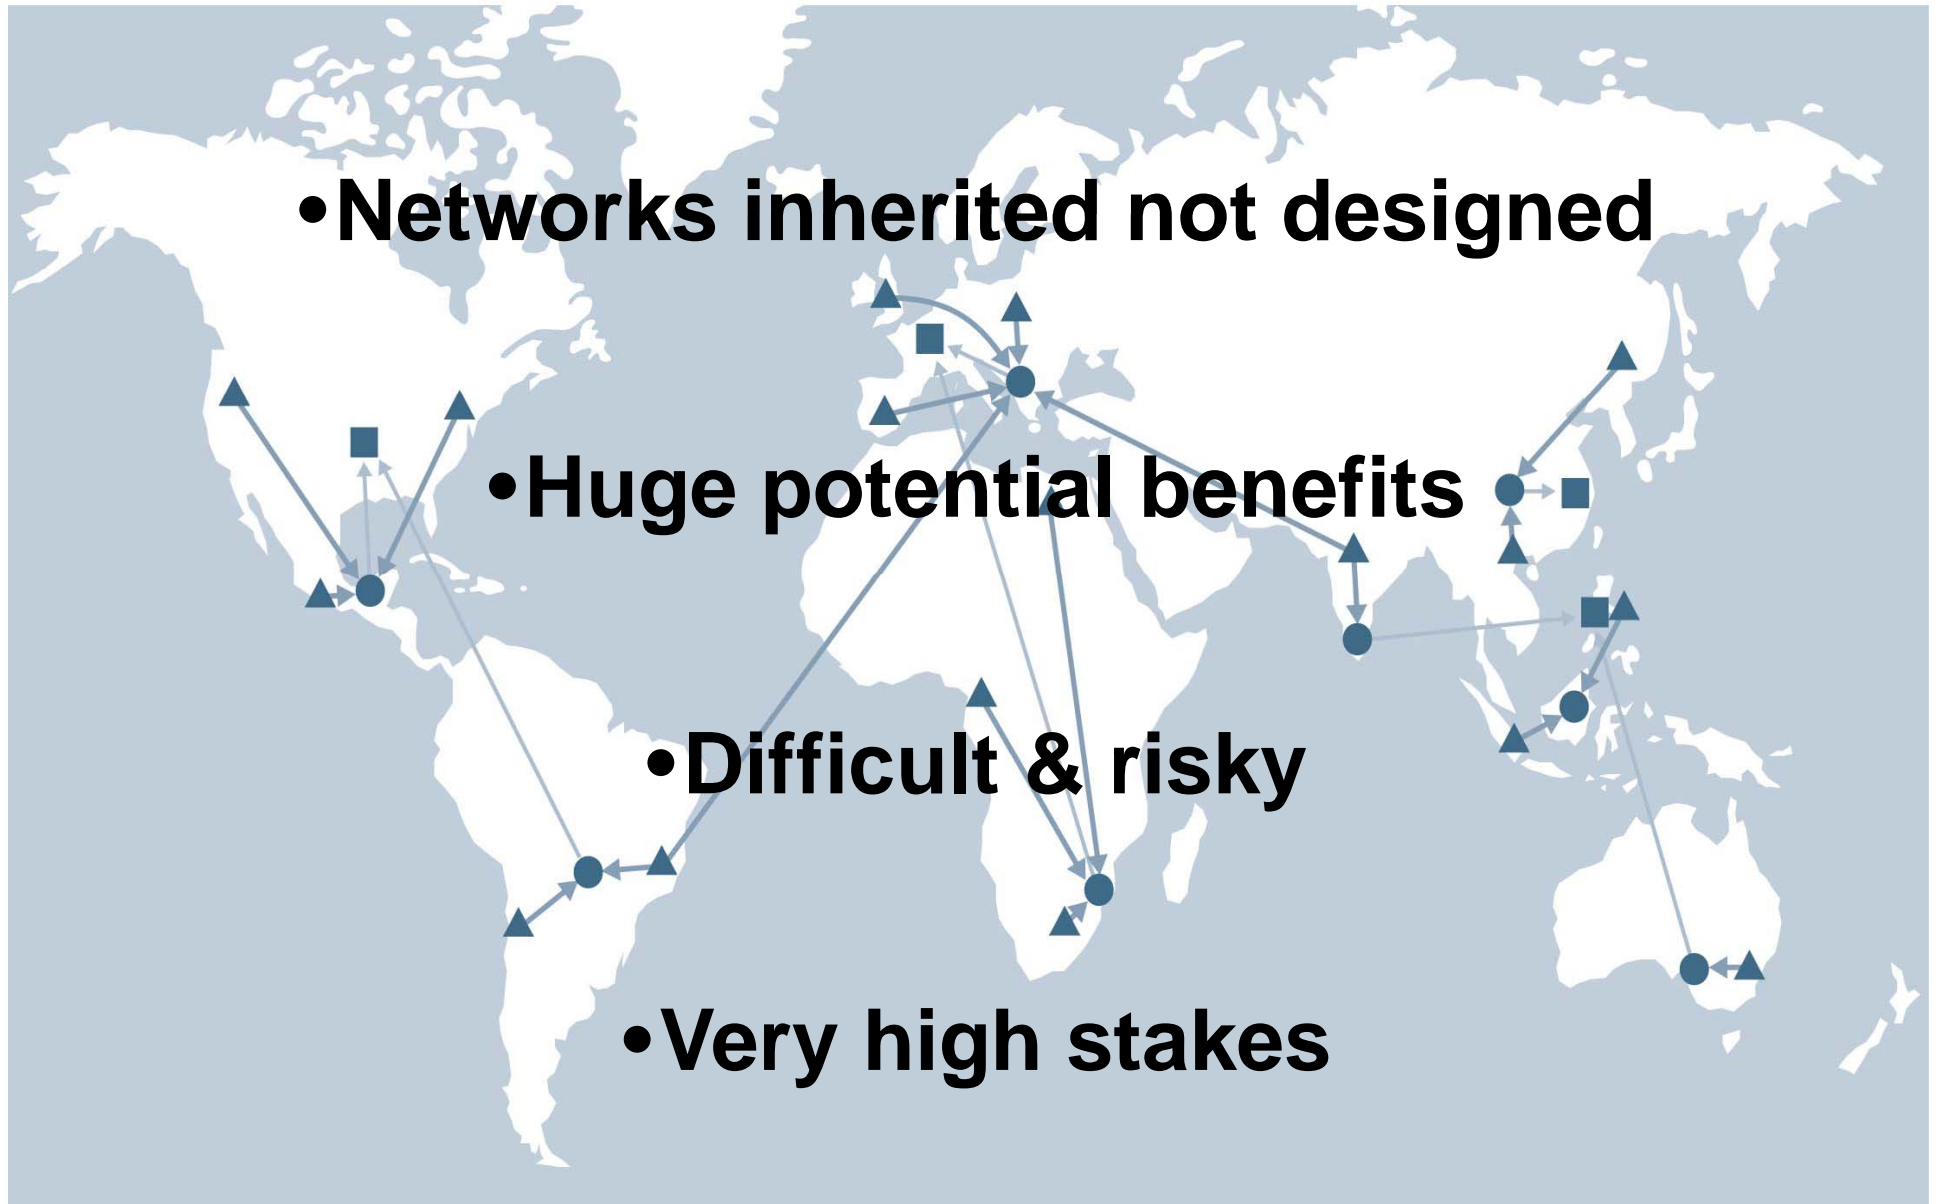 •Networks inherited not designed
•Huge potential benefits
•Difficult & risky
•Very high stakes